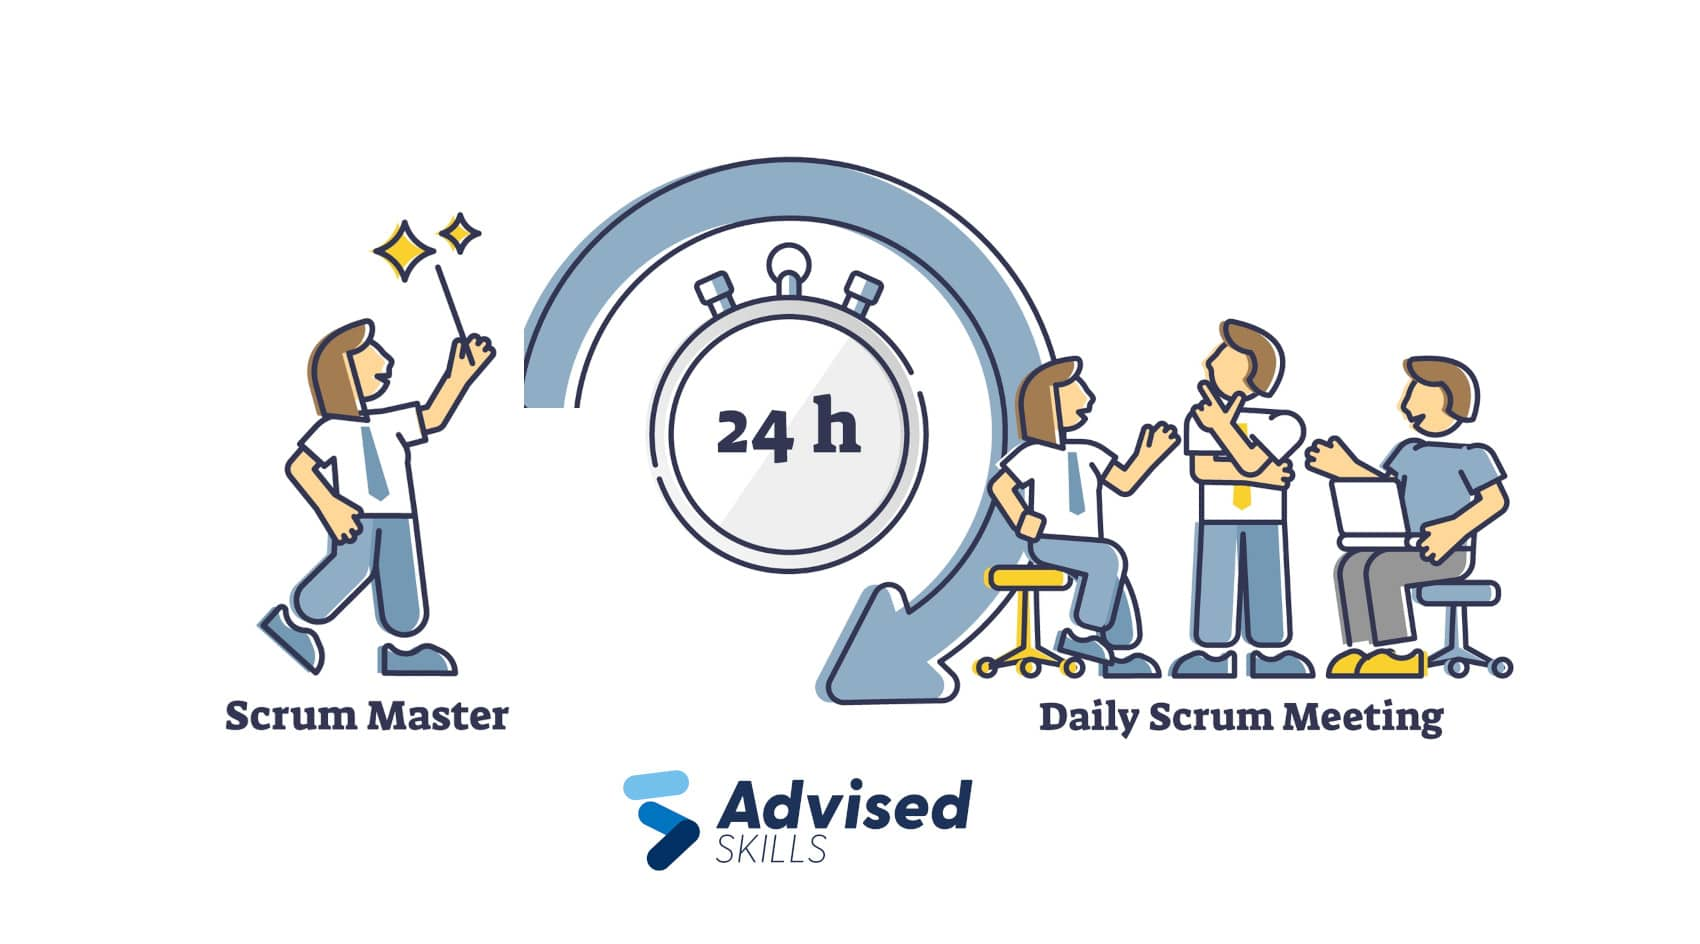 24 h
Scrum Master
Daily Scrum Meeting
Advised
SKILLS